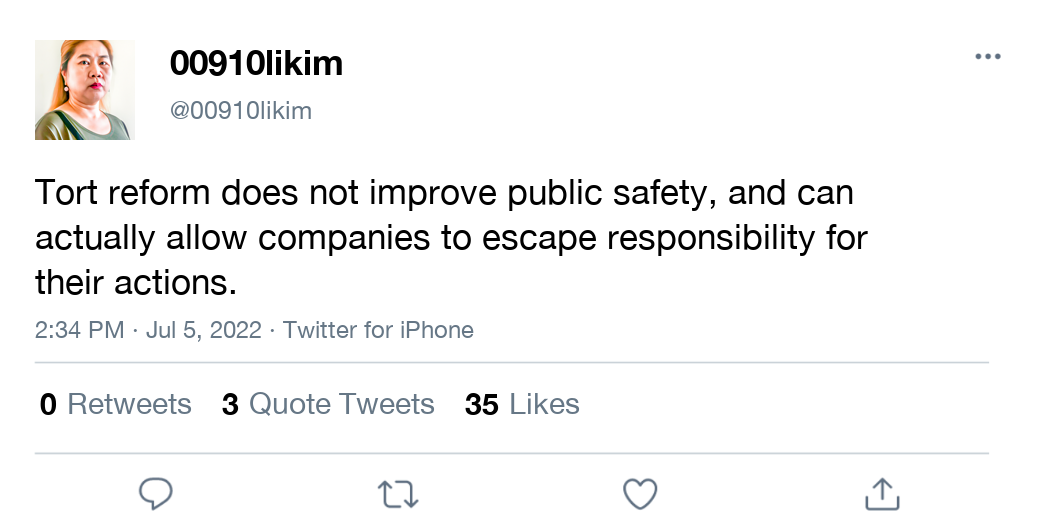 00910likim
@00910likim
Tort reform does not improve public safety, and can
actually allow companies to escape responsibility for
their actions.
2:34 PM · Jul 5, 2022 · Twitter for iPhone
0 Retweets 3 Quote Tweets 35 Likes